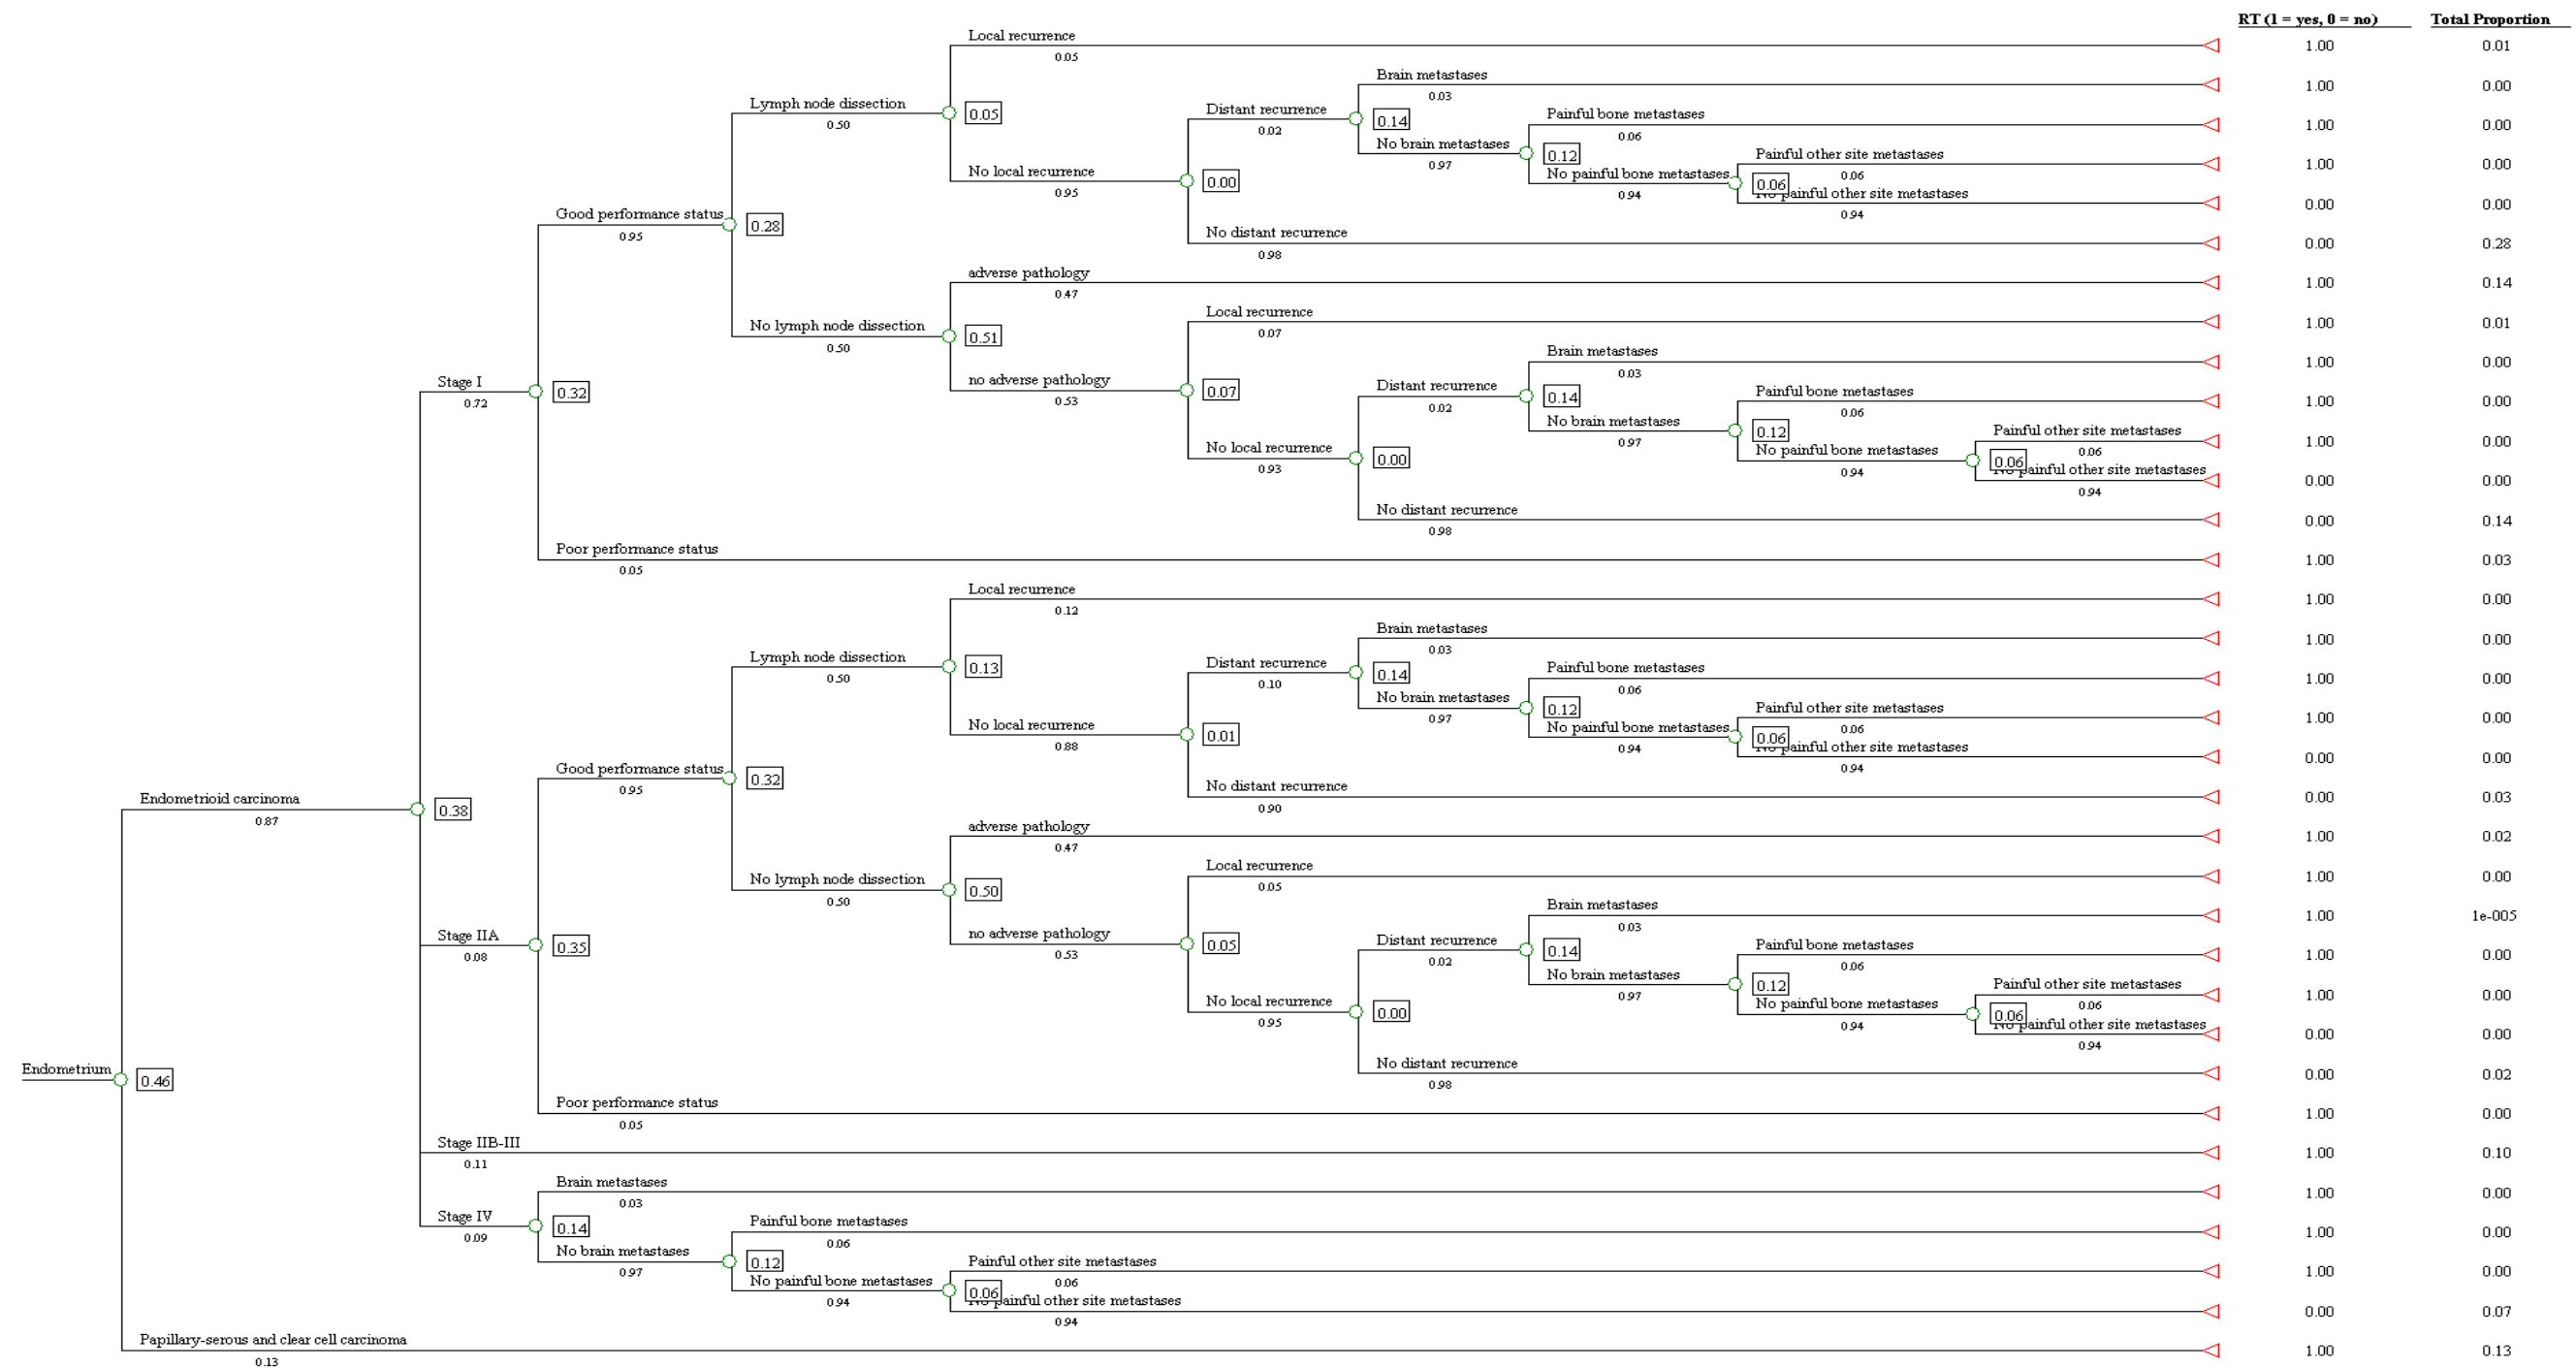 RT (1 = yes, 0 = no) Total Proportion
Local recurrence
0.05
1.00 0.01
Brain metastases
0.03
1.00 0.00
Lymph node dissection
0.50
0.05
Distant recurrence
0.02
0.14
Painful bone metastases
0.06
1.00 0.00
No brain metastases
0.97
0.12
Painful other site metastases
0.06
1.00 0.00
No local recurrence
0.95
0.00
No painful bone metastases
0.94
0.06
painful other site metastases
0.94
0.00 0.00
Good performance status
0.95
0.28
No distant recurrence
0.98
0.00 0.28
adverse pathology
0.47
1.00 0.14
No lymph node dissection
0.50
0.51
Local recurrence
0.07
1.00 0.01
Brain metastases
0.03
1.00 0.00
Stage I
0.72
0.32
no adverse pathology
0.53
0.07
Distant recurrence
0.02
0.14
Painful bone metastases
0.06
1.00 0.00
No brain metastases
0.97
0.12
Painful other site metastases
0.06
1.00 0.00
No local recurrence
0.93
0.00
No painful bone metastases
0.94
0.06
painful other site metastases
0.94
0.00 0.00
No distant recurrence
0.98
0.00 0.14
Poor performance status
0.05
1.00 0.03
Local recurrence
0.12
1.00 0.00
Brain metastases
0.03
1.00 0.00
Lymph node dissection
0.50
0.13
Distant recurrence
0.10
0.14
Painful bone metastases
0.06
1.00 0.00
No brain metastases
0.97
0.12
Painful other site metastases
0.06
1.00 0.00
No local recurrence
0.88
0.01
No painful bone metastases
0.94
0.06
painful other site metastases
0.94
0.00 0.00
Good performance status
0.95
0.32
No distant recurrence
0.90
0.00 0.03
Endometrioid carcinoma
0.87
0.38
adverse pathology
0.47
1.00 0.02
No lymph node dissection
0.50
0.50
Local recurrence
0.05
1.00 0.00
Brain metastases
0.03
1.00 1e-005
Stage IIA
0.08
0.35
no adverse pathology
0.53
0.05
Distant recurrence
0.02
0.14
Painful bone metastases
0.06
1.00 0.00
No brain metastases
0.97
0.12
Painful other site metastases
0.06
1.00 0.00
No local recurrence
0.95
0.00
No painful bone metastases
0.94
0.06
painful other site metastases
0.94
0.00 0.00
Endometrium
0.46
No distant recurrence
0.98
0.00 0.02
Poor performance status
0.05
1.00 0.00
Stage IIB-III
0.11
1.00 0.10
Brain metastases
0.03
1.00 0.00
Stage IV
0.09
0.14
Painful bone metastases
0.06
1.00 0.00
No brain metastases
0.97
0.12
Painful other site metastases
0.06
1.00 0.00
No painful bone metastases
0.94
0.06
painful other site metastases
0.94
0.00 0.07
Papillary-serous and clear cell carcinoma
0.13
1.00 0.13